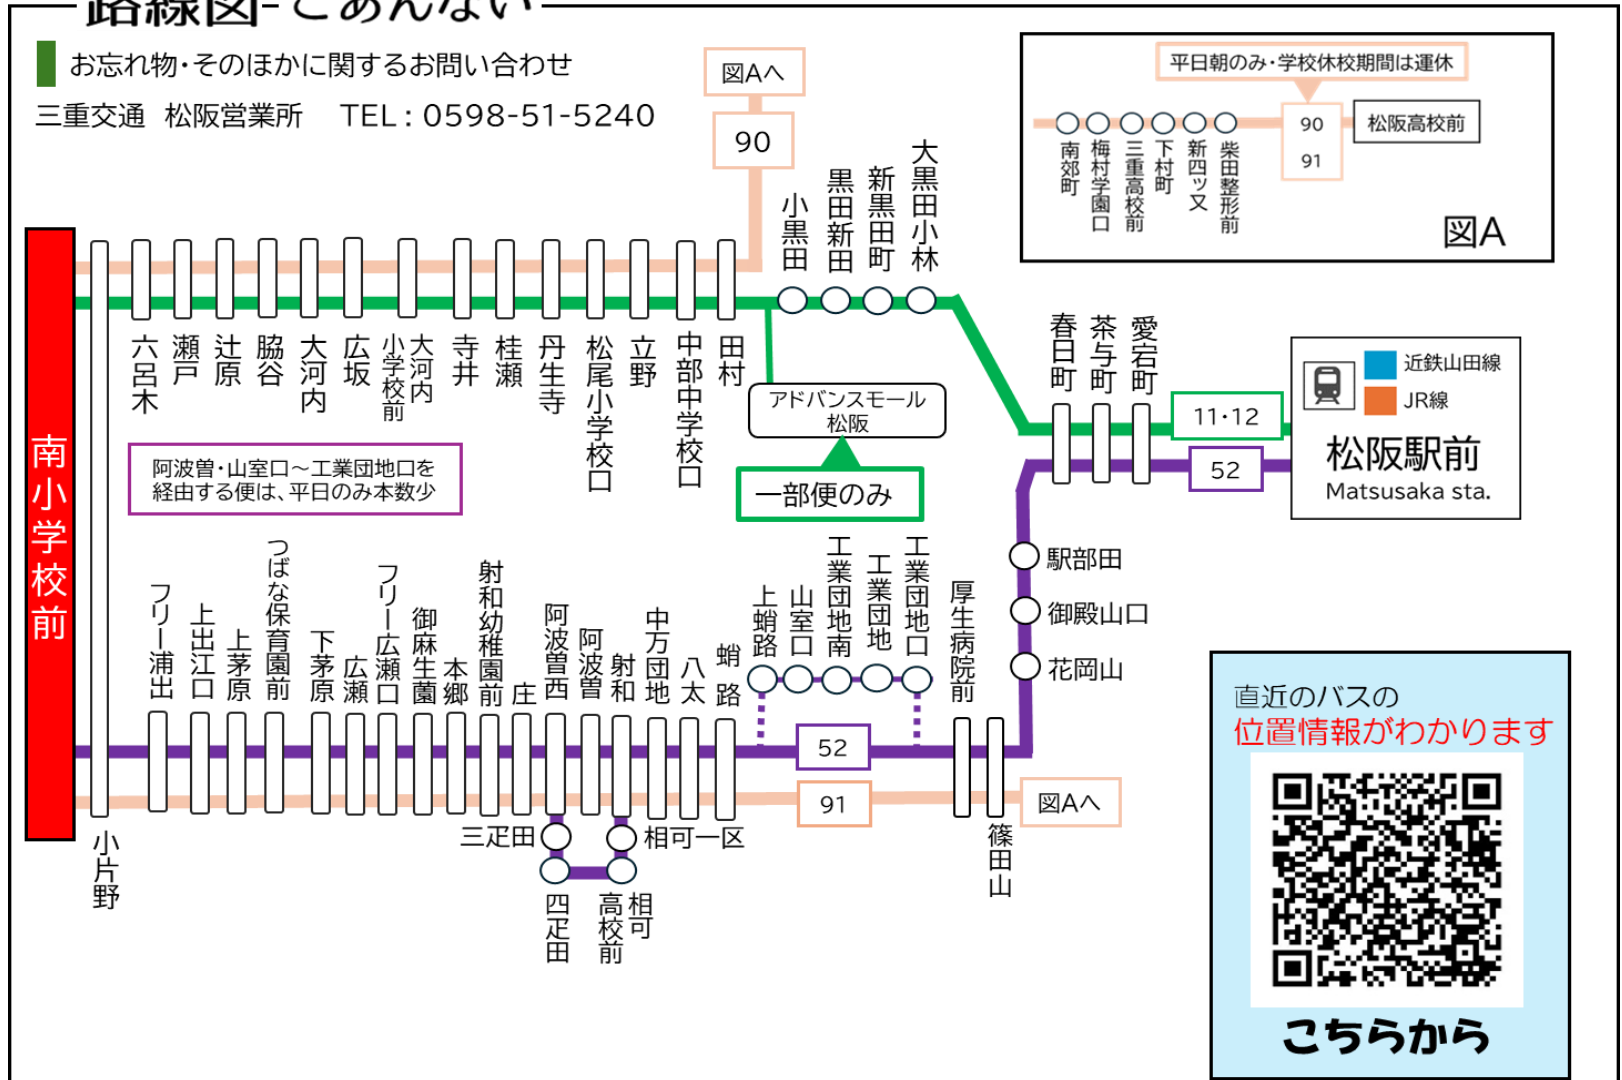 路線図 ごあんない
お忘れ物・そのほかに関するお問い合わせ
三重交通 松阪営業所 TEL : 0598-51-5240
図Aへ
90
平日朝のみ・学校休校期間は運休
90
91
松阪高校前
南郊町
梅村学園口
三重高校前
下村町
新四ッ又
柴田整形前
図A
小黒田
黒田新田
新黒田町
大黒田小林
南小学校前
六呂木
瀬戸
辻原
脇谷
大河内
広坂
大河内
小学校前
寺井
桂瀬
丹生寺
松尾小学校口
立野
中部中学校口
田村
アドバンスモール
松阪
一部便のみ
春日町
茶与町
愛宕町
11・12
52
近鉄山田線
JR線
松阪駅前
Matsusaka sta.
阿波曽・山室口～工業団地口を
経由する便は、平日のみ本数少
駅部田
御殿山口
花岡山
フリー浦出
上出江口
上茅原
つばな保育園前
下茅原
広瀬
フリー広瀬口
御麻生薗
本郷
射和幼稚園前
庄
阿波曽西
阿波曽
射和
中万団地
八太
蛸路
上蛸路
山室口
工業団地南
工業団地
工業団地口
厚生病院前
52
91
図Aへ
小片野
三疋田
相可一区
四疋田
相可
高校前
篠田山
直近のバスの
位置情報がわかります
こちらから